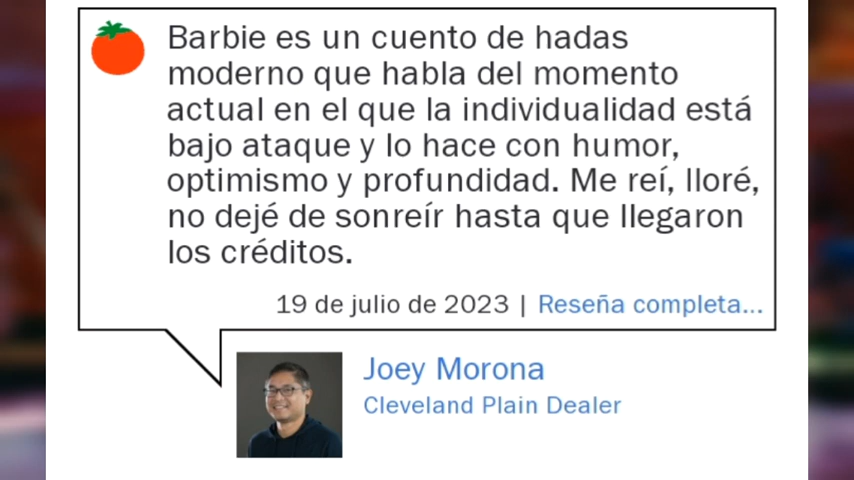 Barbie es un cuento de hadas
moderno que habla del momento
actual en el que la individualidad está
bajo ataque y lo hace con humor,
optimismo y profundidad. Me reí, lloré,
no dejé de sonreír hasta que llegaron
los créditos.
19 de julio de 2023 | Reseña completa...
Joey Morona
Cleveland Plain Dealer